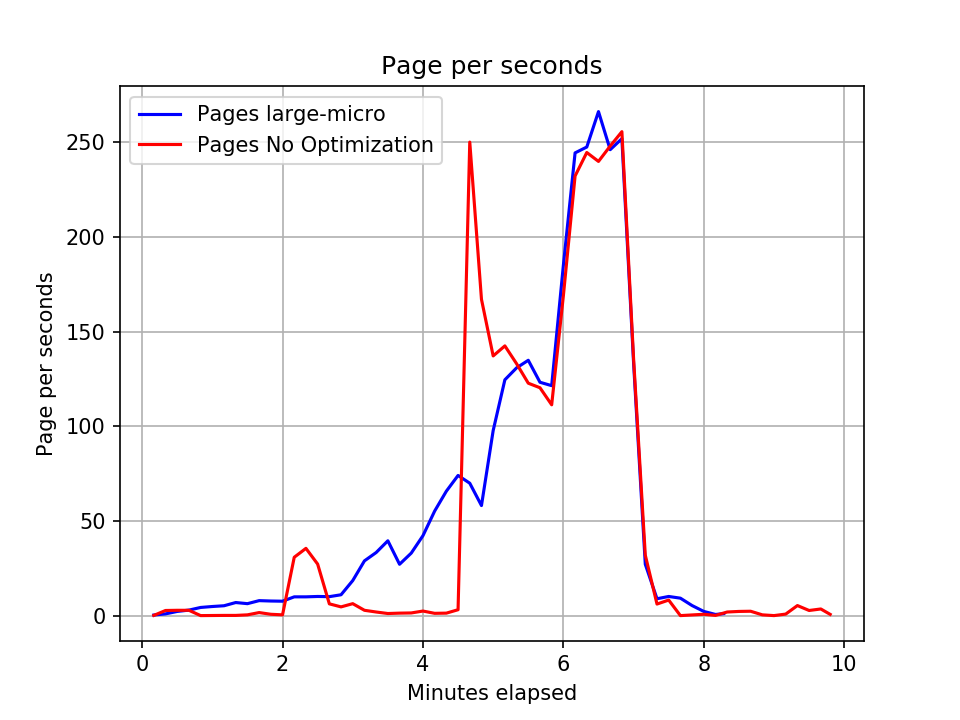 Page per seconds
Pages large-micro
Pages No Optimization
250
200
150
100
50
0
Page per seconds
0 2 4 6 8 10
Minutes elapsed